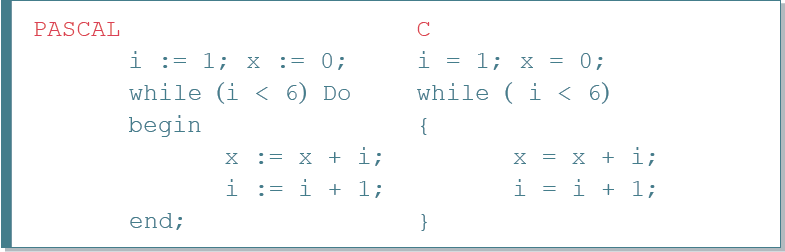 PASCAL C
i := 1; x := 0; i = 1; x = 0;
while (i < 6) Do while ( i < 6)
begin {
x := x + i; x = x + i;
i := i + 1; i = i + 1;
end; }